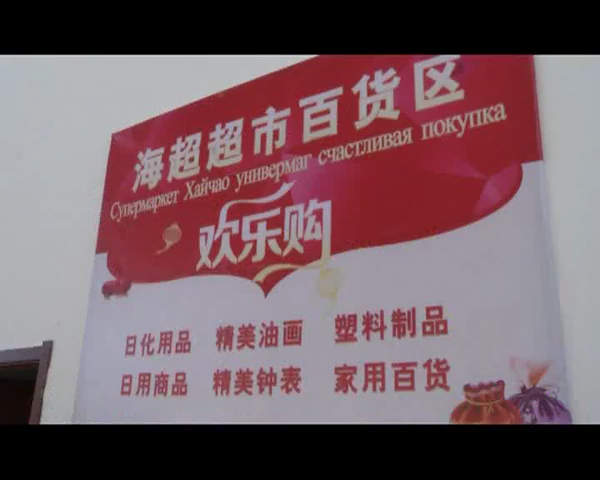 海超超市百货区
Супермаркет Хайчао универмаг счастливая покупка
欢乐购
日化用品 精美油画 塑料制品
日用商品 精美钟表 家用百货